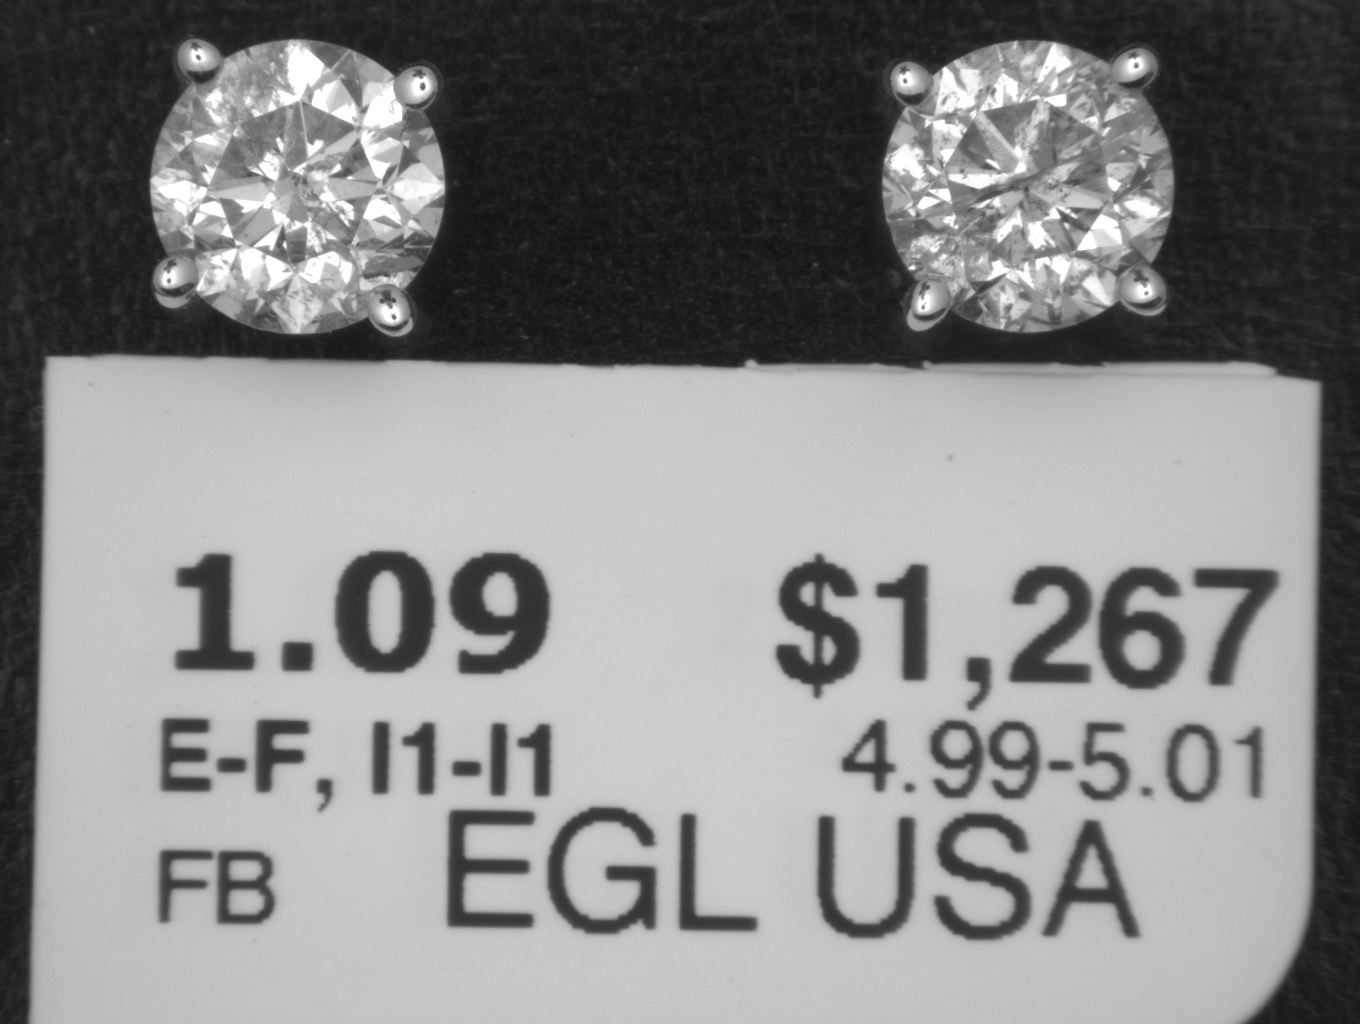 1.09 $1,267
E-F, I1-I1 4.99-5.01
FB EGL USA